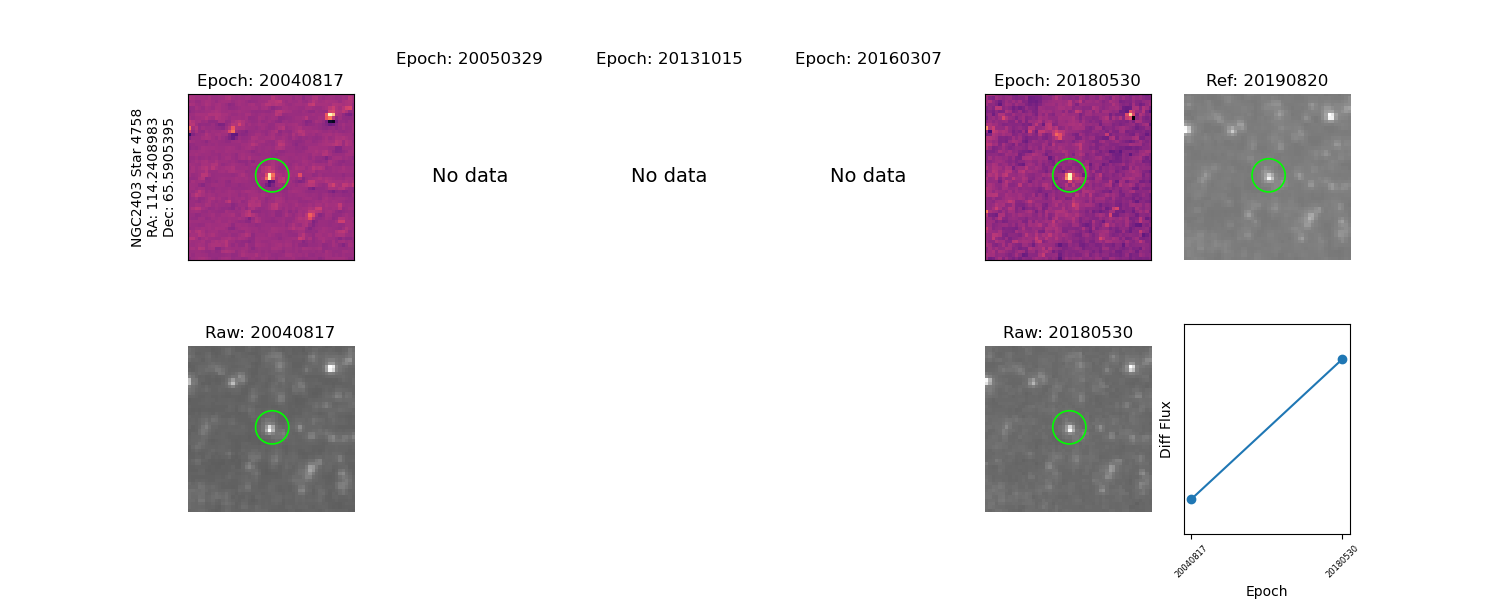 Epoch: 20040817
Epoch: 20050329
Epoch: 20131015
Epoch: 20160307
Epoch: 20180530
Ref: 20190820
NGC2403 Star 4758
RA: 114.2408983
Dec: 65.5905395
No data
No data
No data
Raw: 20040817
Raw: 20180530
Diff Flux
20040817
20180530
Epoch